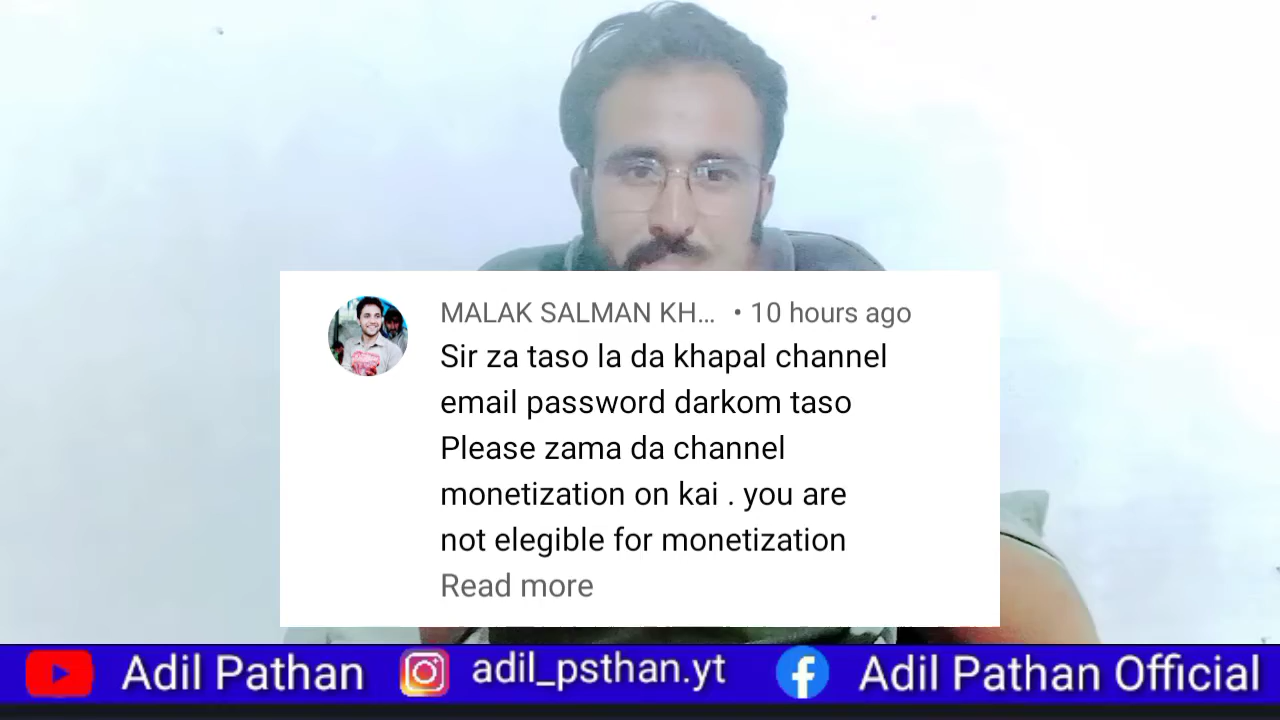 MALAK SALMAN KH... • 10 hours ago
Sir za taso la da khapal channel
email password darkom taso
Please zama da channel
monetization on kai . you are
not elegible for monetization
Read more
Adil Pathan adil_psthan.yt Adil Pathan Official